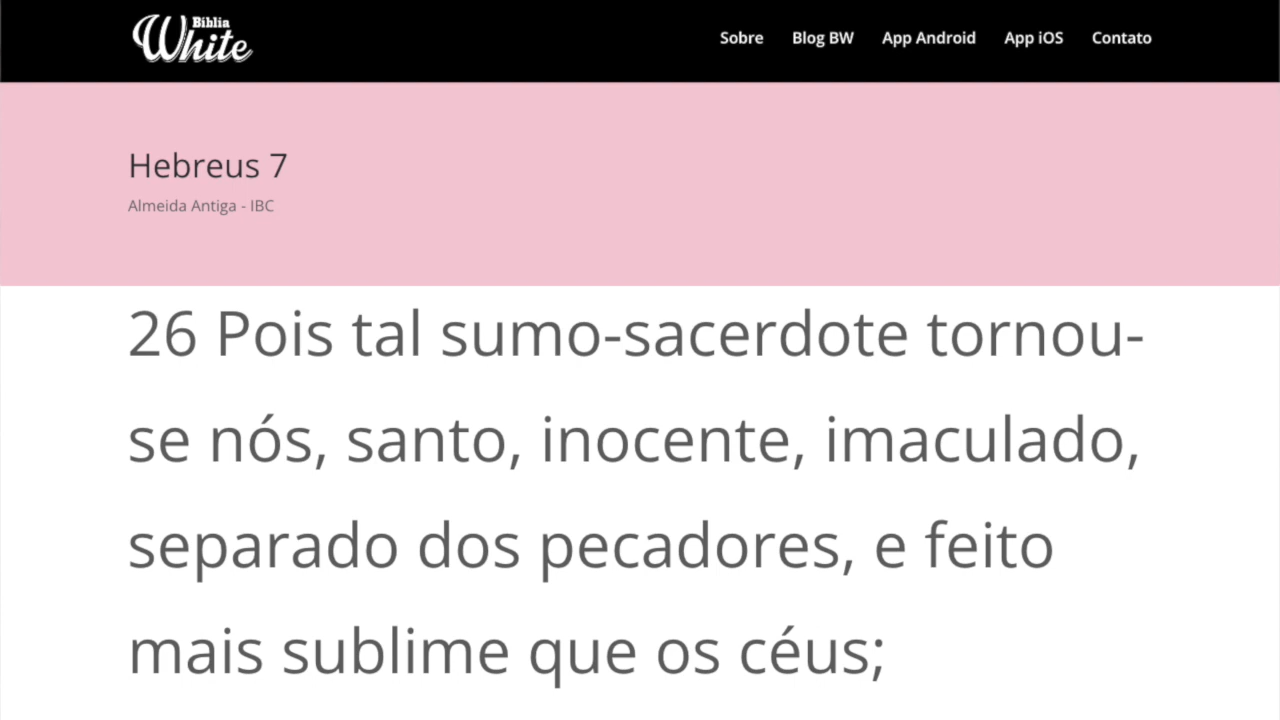 Bíblia
White
Sobre Blog BW App Android App iOS Contato
Hebreus 7
Almeida Antiga - IBC
26 Pois tal sumo-sacerdote tornou-
se nós, santo, inocente, imaculado,
separado dos pecadores, e feito
mais sublime que os céus;